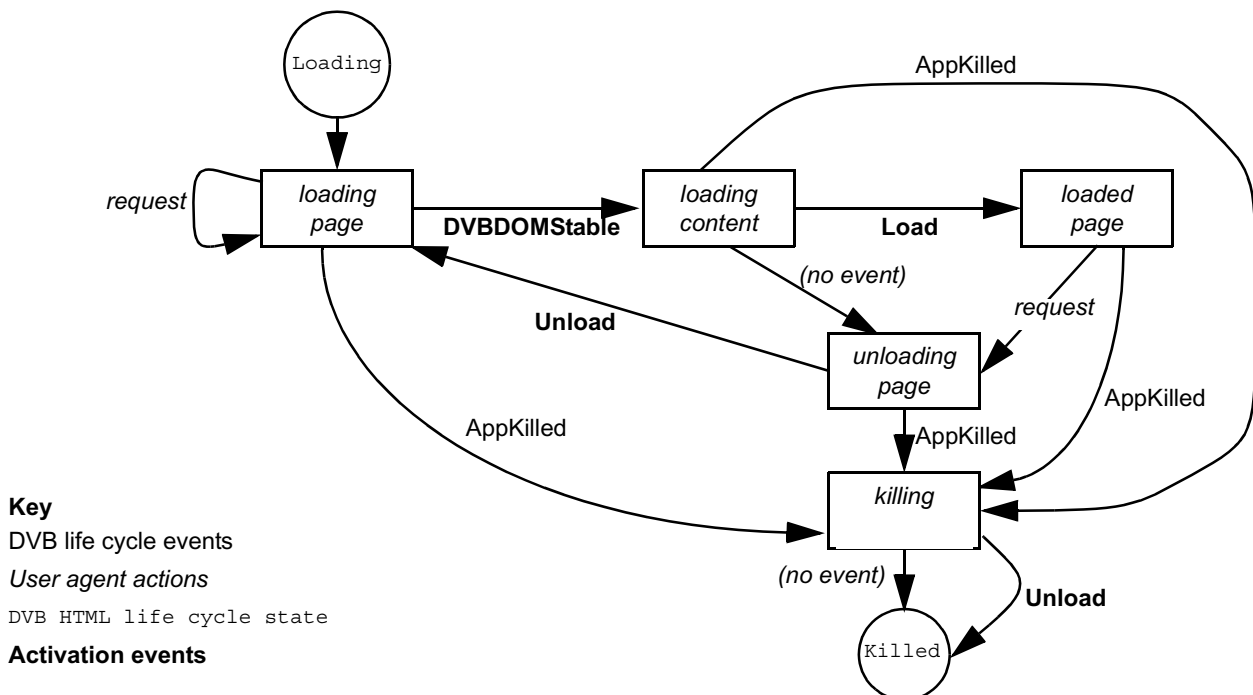 Loading
AppKilled
request
loading
page
DVBDOMStable
loading
content
Load
loaded
page
(no event)
request
Unload
unloading
page
AppKilled
AppKilled
AppKilled
killing
(no event)
Unload
Killed
Key
DVB life cycle events
User agent actions
DVB HTML life cycle state
Activation events